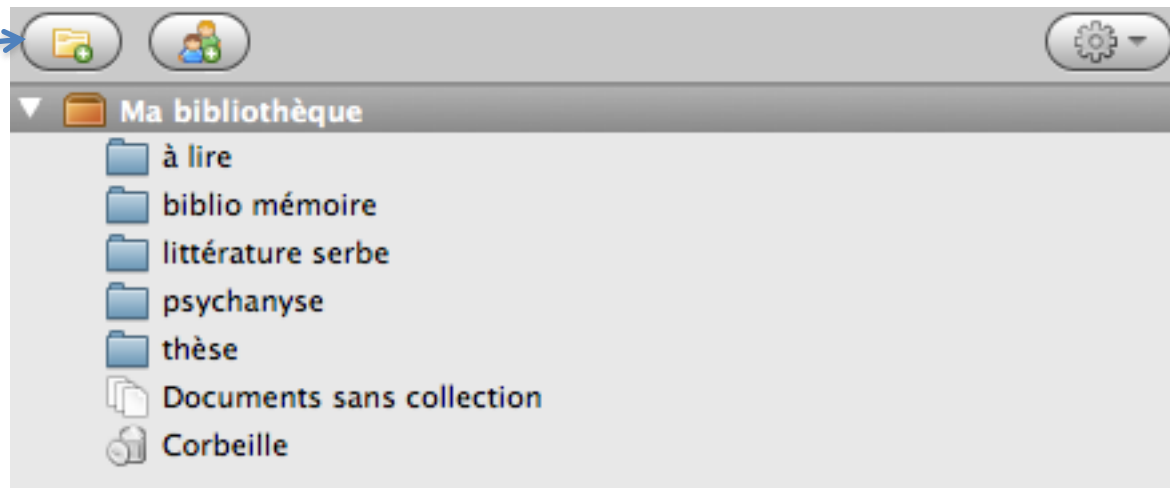 Ma bibliothèque
à lire
biblio mémoire
littérature serbe
psychanyse
thèse
Documents sans collection
Corbeille